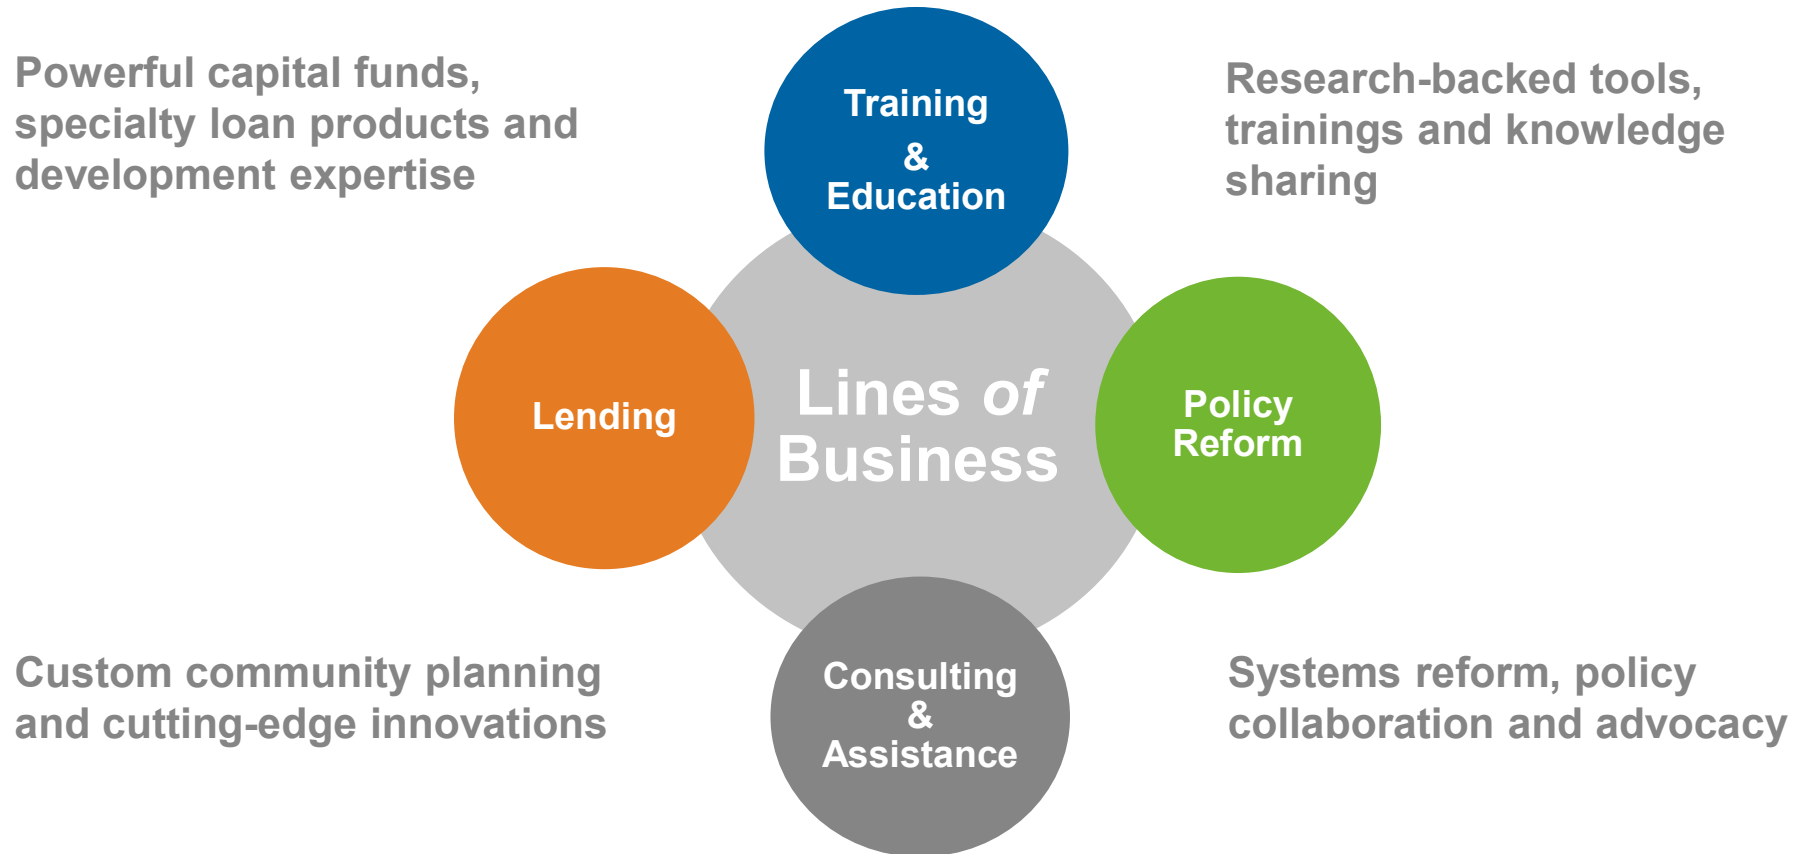 Powerful capital funds,
specialty loan products and
development expertise
Training
&
Education
Research-backed tools,
trainings and knowledge
sharing
Lending
Lines of
Business
Policy
Reform
Custom community planning
and cutting-edge innovations
Consulting
&
Assistance
Systems reform, policy
collaboration and advocacy